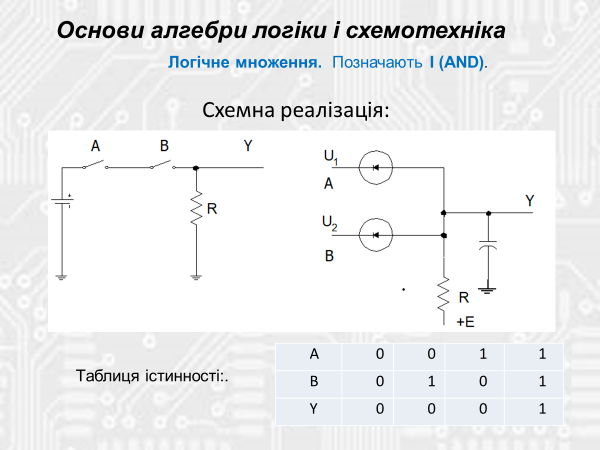 Основи алгебри логіки і схемотехніка
Логічне множення. Позначають І (AND).
Схемна реалізація:
A B Y
R
+
U1
A
U2
B
Y
R
+E
Таблиця істинності:.
A 0 0 1 1
B 0 1 0 1
Y 0 0 0 1